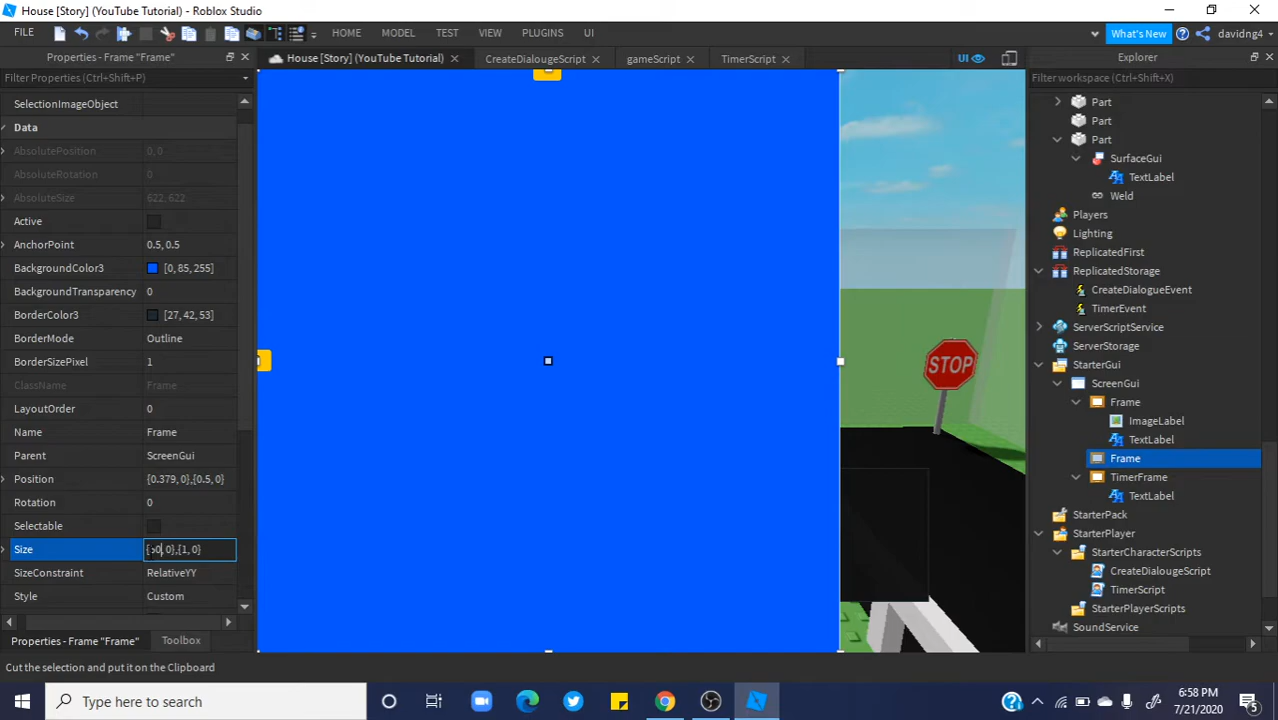 House [Story] (YouTube Tutorial) - Roblox Studio
FILE HOME MODEL TEST VIEW PLUGINS UI What's New davidng4
Properties - Frame "Frame"
Filter Properties (Ctrl+Shift+P)
SelectionImageObject
Data
AbsolutePosition 0, 0
AbsoluteRotation 0
AbsoluteSize 622, 622
Active
AnchorPoint 0.5, 0.5
BackgroundColor3 [0, 85, 255]
BackgroundTransparency 0
BorderColor3 [27, 42, 53]
BorderMode Outline
BorderSizePixel 1
ClassName Frame
LayoutOrder 0
Name Frame
Parent ScreenGui
Position {0.379, 0},{0.5, 0}
Rotation 0
Selectable
Size 0},{1, 0}
SizeConstraint RelativeYY
Style Custom
Properties - Frame "Frame" Toolbox
House [Story] (YouTube Tutorial) CreateDialougeScript gameScript TimerScript UI
STOP
Explorer
Filter workspace (Ctrl+Shift+X)
Part
Part
Part
SurfaceGui
TextLabel
Weld
Players
Lighting
ReplicatedFirst
ReplicatedStorage
CreateDialogueEvent
TimerEvent
ServerScriptService
ServerStorage
StarterGui
ScreenGui
Frame
ImageLabel
TextLabel
Frame
TimerFrame
TextLabel
StarterPack
StarterPlayer
StarterCharacterScripts
CreateDialougeScript
TimerScript
StarterPlayerScripts
SoundService
Cut the selection and put it on the Clipboard
Type here to search
6:58 PM
7/21/2020
5